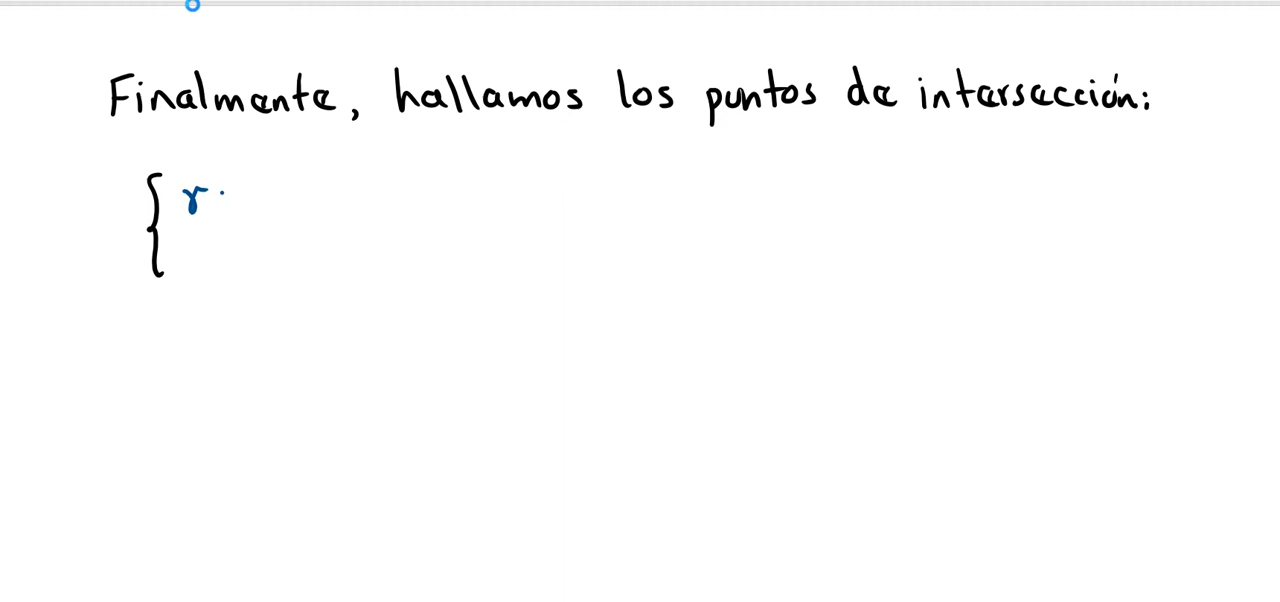 Finalmente, hallamos los puntos de intersección:
{ r ·